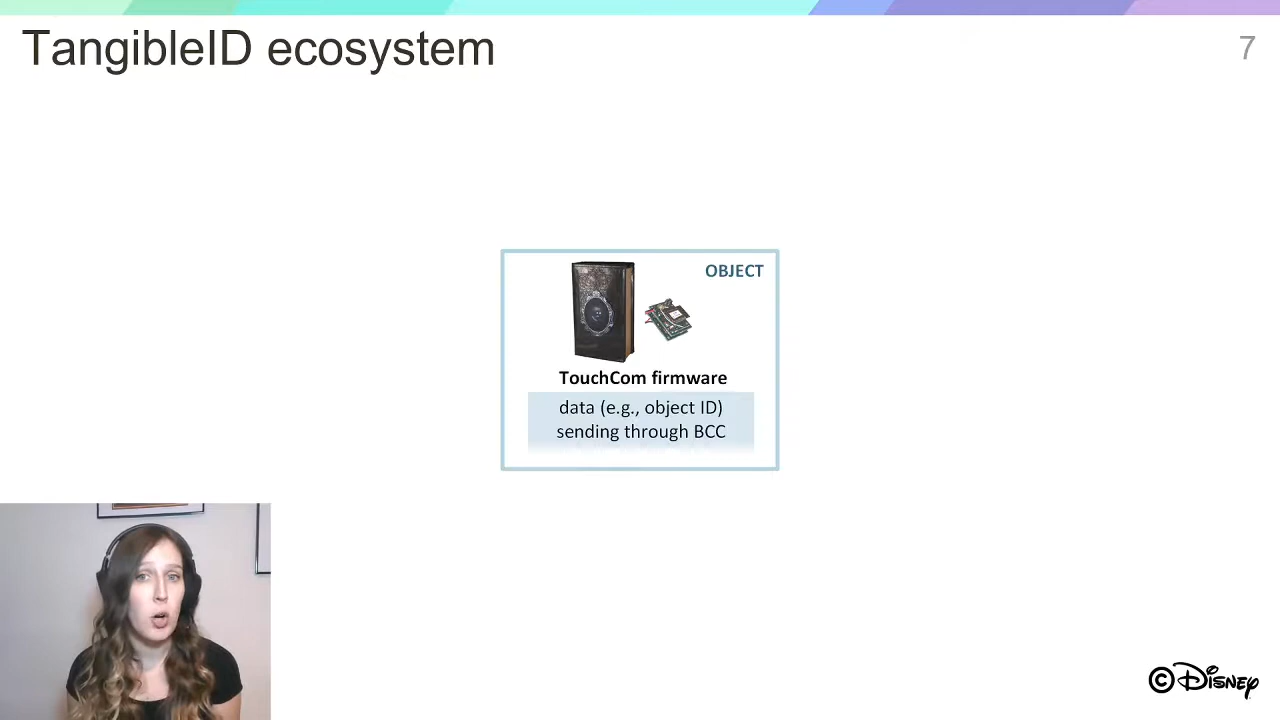 TangibleID ecosystem
7
OBJECT
TouchCom firmware
data (e.g., object ID)
sending through BCC
© Disney